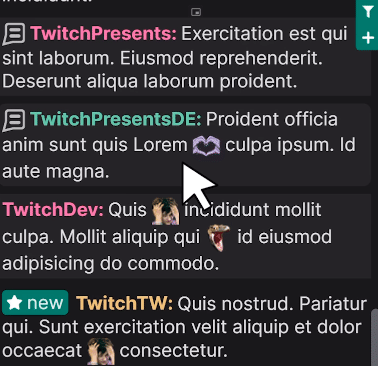 TwitchPresents: Exercitation est qui
sint laborum. Eiusmod reprehenderit.
Deserunt aliqua laborum proident.
TwitchPresentsDE: Proident officia
anim sunt quis Lorem culpa ipsum. Id
aute magna.
TwitchDev: Quis incididunt mollit
culpa. Mollit aliquip qui id eiusmod
adipisicing do commodo.
new TwitchTW: Quis nostrud. Pariatur
qui. Sunt exercitation velit aliquip et dolor
occaecat consectetur.